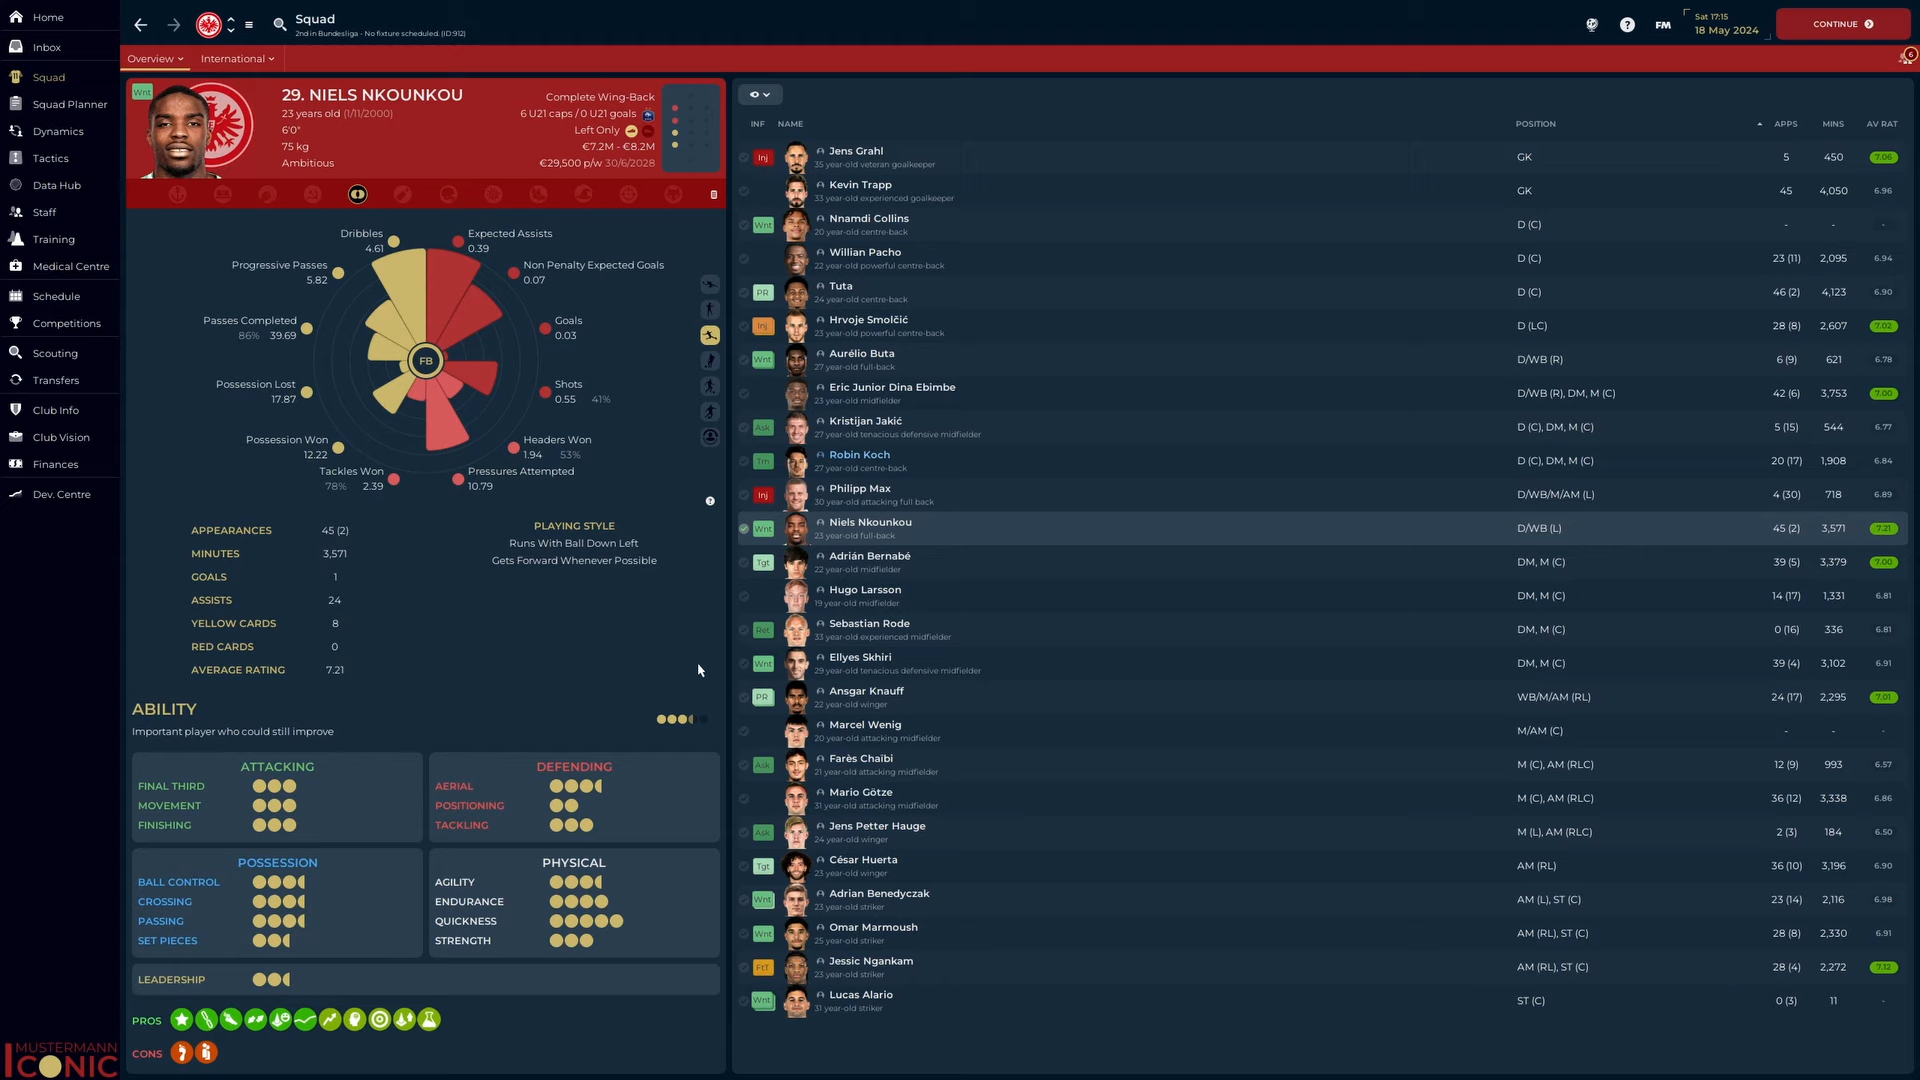 Home
Inbox
Squad
Squad Planner
Dynamics
Tactics
Data Hub
Staff
Training
Medical Centre
Schedule
Competitions
Scouting
Transfers
Club Info
Club Vision
Finances
Dev. Centre
MUSTERMANN
ICONIC
Squad
2nd in Bundesliga - No fixture scheduled. (ID:912)
FM
Sat 17:15
18 May 2024
CONTINUE
Overview
International
6
Wnt
29. NIELS NKOUNKOU
23 years old (1/11/2000)
6'0"
75 kg
Ambitious
Complete Wing-Back
6 U21 caps / 0 U21 goals
Left Only
€7.2M - €8.2M
€29,500 p/w 30/6/2028
Dribbles
4.61
Expected Assists
0.39
Progressive Passes
5.82
Non Penalty Expected Goals
0.07
Passes Completed
86% 39.69
Goals
0.03
FB
Possession Lost
17.87
Shots
0.55 41%
Possession Won
12.22
Headers Won
1.94 53%
Tackles Won
78% 2.39
Pressures Attempted
10.79
APPEARANCES 45 (2)
MINUTES 3,571
GOALS 1
ASSISTS 24
YELLOW CARDS 8
RED CARDS 0
AVERAGE RATING 7.21
PLAYING STYLE
Runs With Ball Down Left
Gets Forward Whenever Possible
ABILITY
Important player who could still improve
ATTACKING
FINAL THIRD
MOVEMENT
FINISHING
DEFENDING
AERIAL
POSITIONING
TACKLING
POSSESSION
BALL CONTROL
CROSSING
PASSING
SET PIECES
PHYSICAL
AGILITY
ENDURANCE
QUICKNESS
STRENGTH
LEADERSHIP
PROS
CONS
INF NAME POSITION APPS MINS AV RAT
Inj Jens Grahl GK 5 450 7.06
35 year-old veteran goalkeeper
Kevin Trapp GK 45 4,050 6.96
33 year-old experienced goalkeeper
Wnt Nnamdi Collins D (C) - - -
20 year-old centre-back
Willian Pacho D (C) 23 (11) 2,095 6.94
22 year-old powerful centre-back
PR Tuta D (C) 46 (2) 4,123 6.90
24 year-old centre-back
Inj Hrvoje Smolčić D (LC) 28 (8) 2,607 7.02
23 year-old powerful centre-back
Wnt Aurélio Buta D/WB (R) 6 (9) 621 6.78
27 year-old full-back
Eric Junior Dina Ebimbe D/WB (R), DM, M (C) 42 (6) 3,753 7.00
23 year-old midfielder
Ask Kristijan Jakić D (C), DM, M (C) 5 (15) 544 6.77
27 year-old tenacious defensive midfielder
Trn Robin Koch D (C), DM, M (C) 20 (17) 1,908 6.84
27 year-old centre-back
Inj Philipp Max D/WB/M/AM (L) 4 (30) 718 6.89
30 year-old attacking full back
Wnt Niels Nkounkou D/WB (L) 45 (2) 3,571 7.21
23 year-old full-back
Tgt Adrián Bernabé DM, M (C) 39 (5) 3,379 7.00
22 year-old midfielder
Hugo Larsson DM, M (C) 14 (17) 1,331 6.81
19 year-old midfielder
Ret Sebastian Rode DM, M (C) 0 (16) 336 6.81
33 year-old experienced midfielder
Wnt Ellyes Skhiri DM, M (C) 39 (4) 3,102 6.91
29 year-old tenacious defensive midfielder
PR Ansgar Knauff WB/M/AM (RL) 24 (17) 2,295 7.01
22 year-old winger
Marcel Wenig M/AM (C) - - -
20 year-old attacking midfielder
Ask Farès Chaibi M (C), AM (RLC) 12 (9) 993 6.57
21 year-old attacking midfielder
Mario Götze M (C), AM (RLC) 36 (12) 3,338 6.86
31 year-old attacking midfielder
Ask Jens Petter Hauge M (L), AM (RLC) 2 (3) 184 6.50
24 year-old winger
Tgt César Huerta AM (RL) 36 (10) 3,196 6.90
23 year-old winger
Wnt Adrian Benedyczak AM (L), ST (C) 23 (14) 2,116 6.98
23 year-old striker
Wnt Omar Marmoush AM (RL), ST (C) 28 (8) 2,330 6.91
25 year-old striker
FtT Jessic Ngankam AM (RL), ST (C) 28 (4) 2,272 7.12
23 year-old striker
Wnt Lucas Alario ST (C) 0 (3) 11 -
31 year-old striker